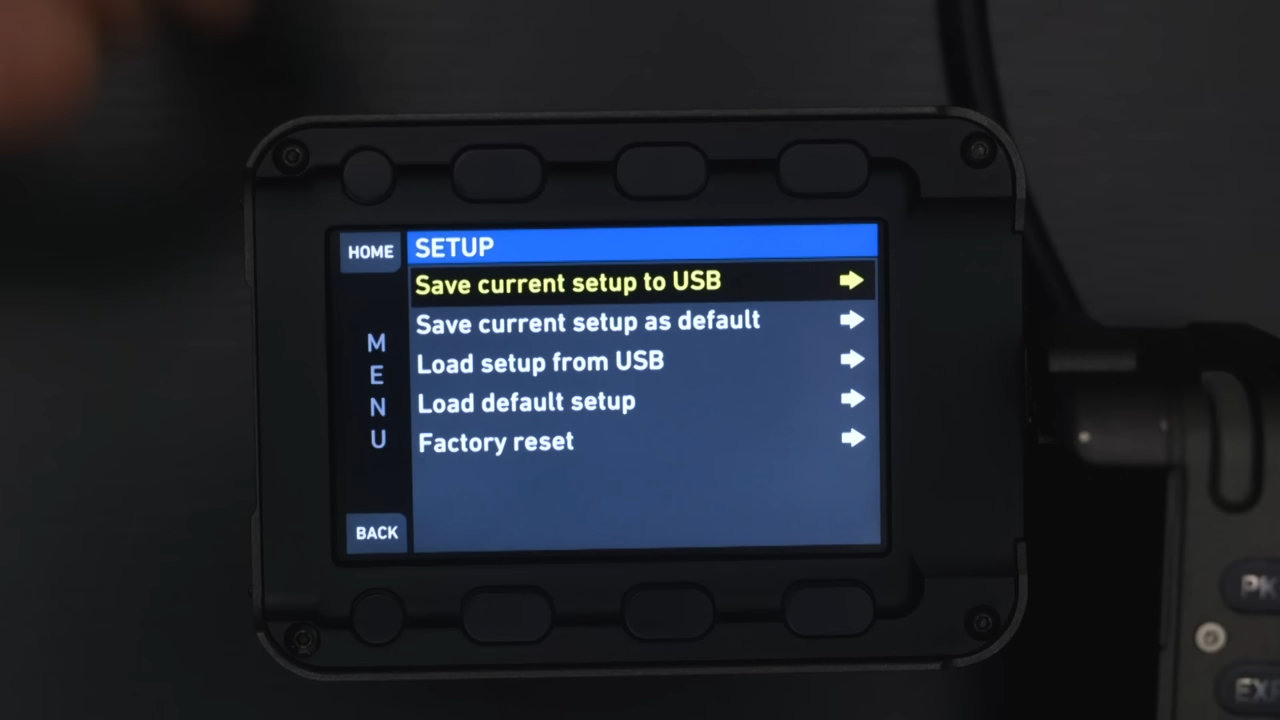 HOME
SETUP
Save current setup to USB
Save current setup as default
Load setup from USB
Load default setup
Factory reset
MENU
BACK